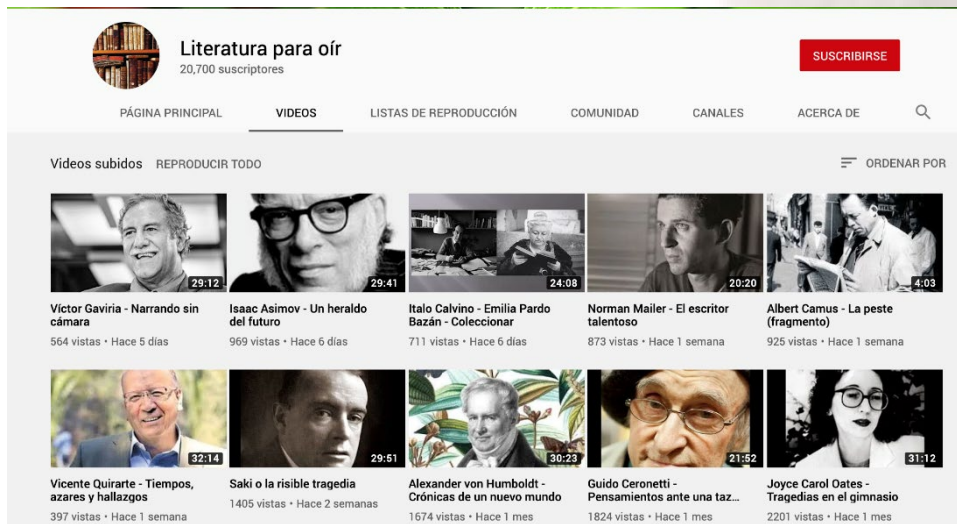 Literatura para oír
20,700 suscriptores
SUSCRIBIRSE
PÁGINA PRINCIPAL VIDEOS LISTAS DE REPRODUCCIÓN COMUNIDAD CANALES ACERCA DE
Videos subidos REPRODUCIR TODO ORDENAR POR
29:12 29:41 24:08 20:20 4:03
Víctor Gaviria - Narrando sin
cámara
564 vistas • Hace 5 días
Isaac Asimov - Un heraldo
del futuro
969 vistas • Hace 6 días
Italo Calvino - Emilia Pardo
Bazán - Coleccionar
711 vistas • Hace 6 días
Norman Mailer - El escritor
talentoso
873 vistas • Hace 1 semana
Albert Camus - La peste
(fragmento)
925 vistas • Hace 1 semana
32:14 29:51 30:23 21:52 31:12
Vicente Quirarte - Tiempos,
azares y hallazgos
397 vistas • Hace 1 semana
Saki o la risible tragedia
1405 vistas • Hace 2 semanas
Alexander von Humboldt -
Crónicas de un nuevo mundo
1674 vistas • Hace 1 mes
Guido Ceronetti -
Pensamientos ante una taz...
1824 vistas • Hace 1 mes
Joyce Carol Oates -
Tragedias en el gimnasio
2201 vistas • Hace 1 mes